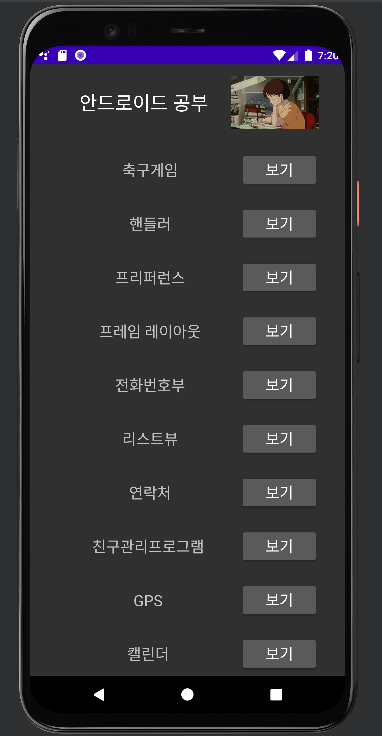 7:20
안드로이드 공부
축구게임 보기
핸들러 보기
프리퍼런스 보기
프레임 레이아웃 보기
전화번호부 보기
리스트뷰 보기
연락처 보기
친구관리프로그램 보기
GPS 보기
캘린더 보기